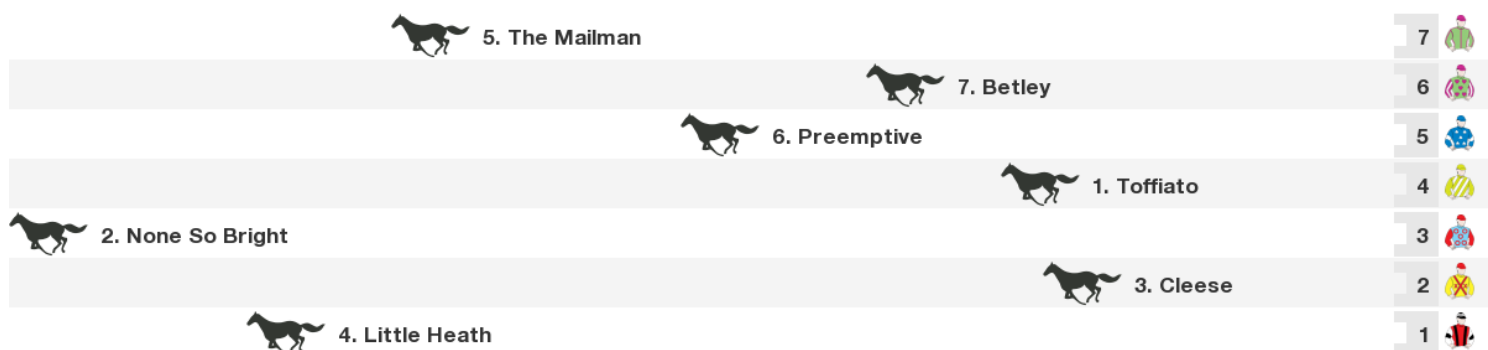 5. The Mailman 7
7. Betley 6
6. Preemptive 5
1. Toffiato 4
2. None So Bright 3
3. Cleese 2
4. Little Heath 1